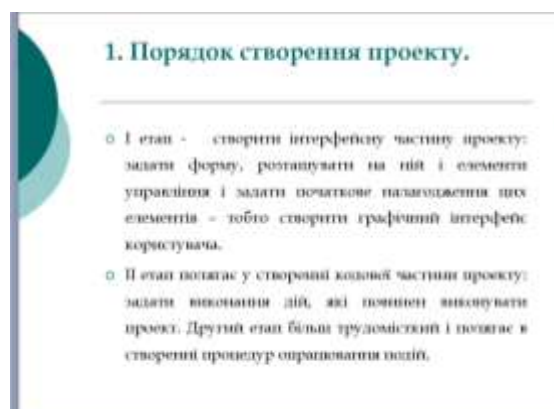 1. Порядок створення проекту.
І етап - створити інтерфейсну частину проекту:
задати форму, розташувати на ній і елементи
управління і задати початкове налагодження цих
елементів – тобто створити графічний інтерфейс
користувача.
ІІ етап полягає у створенні кодової частини проекту:
задати виконання дій, які повинен виконувати
проект. Другий етап більш трудомісткий і полягає в
створенні процедур опрацювання подій.